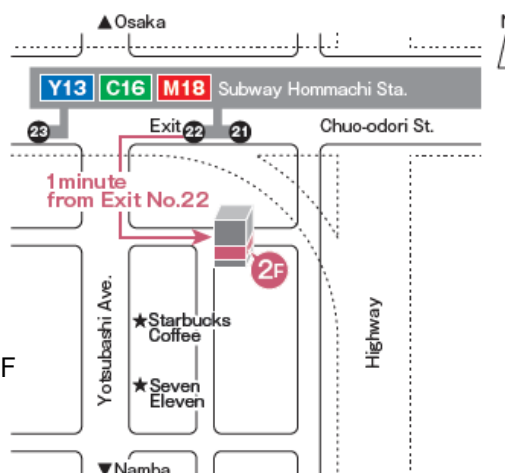 ▲Osaka
N
Y13 C16 M18 Subway Hommachi Sta.
23 Exit 22 21 Chuo-odori St.
1minute
from Exit No.22
2F
Yotsubashi Ave.
★Starbucks
Coffee
Highway
F
★Seven
Eleven
▼Namba